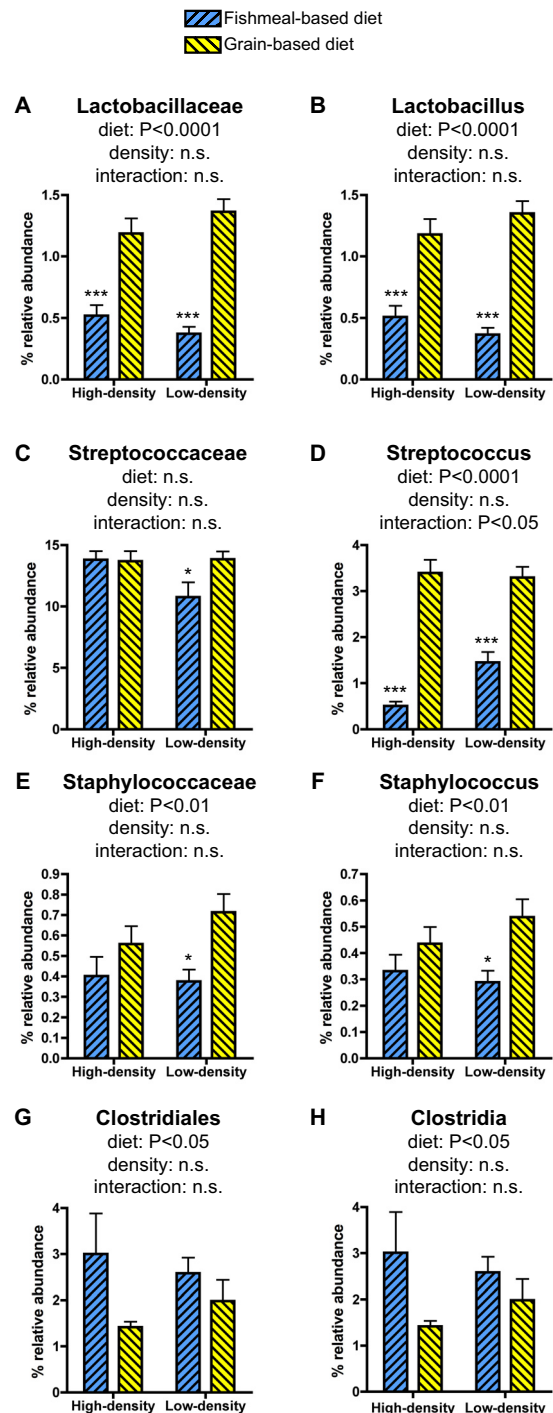 Fishmeal-based diet
Grain-based diet
A Lactobacillaceae
diet: P<0.0001
density: n.s.
interaction: n.s.
% relative abundance
1.5
1.0
0.5
0.0
***
***
High-density Low-density
B Lactobacillus
diet: P<0.0001
density: n.s.
interaction: n.s.
% relative abundance
1.5
1.0
0.5
0.0
***
***
High-density Low-density
C Streptococcaceae
diet: n.s.
density: n.s.
interaction: n.s.
% relative abundance
15
10
5
0
*
High-density Low-density
D Streptococcus
diet: P<0.0001
density: n.s.
interaction: P<0.05
% relative abundance
4
3
2
1
0
***
***
High-density Low-density
E Staphylococcaceae
diet: P<0.01
density: n.s.
interaction: n.s.
% relative abundance
0.9
0.8
0.7
0.6
0.5
0.4
0.3
0.2
0.1
0.0
*
High-density Low-density
F Staphylococcus
diet: P<0.01
density: n.s.
interaction: n.s.
% relative abundance
0.7
0.6
0.5
0.4
0.3
0.2
0.1
0.0
*
High-density Low-density
G Clostridiales
diet: P<0.05
density: n.s.
interaction: n.s.
% relative abundance
4
3
2
1
0
High-density Low-density
H Clostridia
diet: P<0.05
density: n.s.
interaction: n.s.
% relative abundance
4
3
2
1
0
High-density Low-density